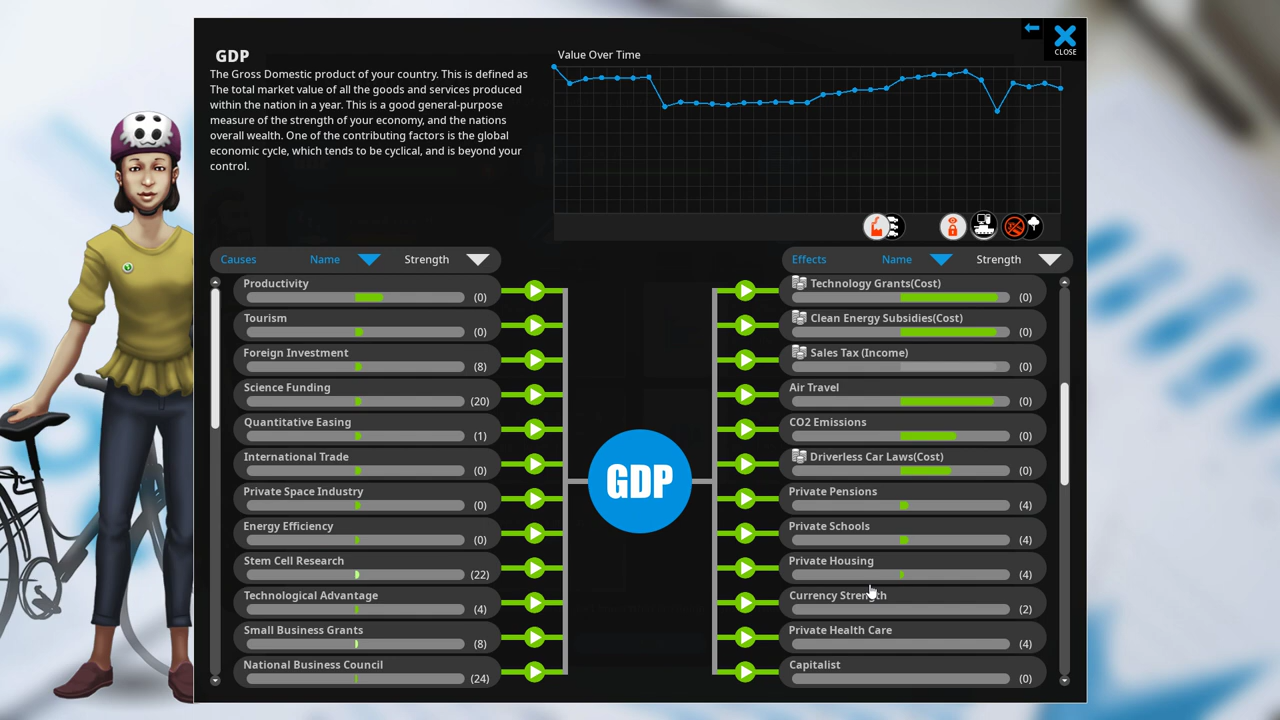 GDP
The Gross Domestic product of your country. This is defined as
The total market value of all the goods and services produced
within the nation in a year. This is a good general-purpose
measure of the strength of your economy, and the nations
overall wealth. One of the contributing factors is the global
economic cycle, which tends to be cyclical, and is beyond your
control.
Value Over Time
CLOSE
Causes Name Strength
Productivity
(0)
Tourism
(0)
Foreign Investment
(8)
Science Funding
(20)
Quantitative Easing
(1)
International Trade
(0)
Private Space Industry
(0)
Energy Efficiency
(0)
Stem Cell Research
(22)
Technological Advantage
(4)
Small Business Grants
(8)
National Business Council
(24)
GDP
Effects Name Strength
Technology Grants(Cost)
(0)
Clean Energy Subsidies(Cost)
(0)
Sales Tax (Income)
(0)
Air Travel
(0)
CO2 Emissions
(0)
Driverless Car Laws(Cost)
(0)
Private Pensions
(4)
Private Schools
(4)
Private Housing
(4)
Currency Strength
(2)
Private Health Care
(4)
Capitalist
(0)